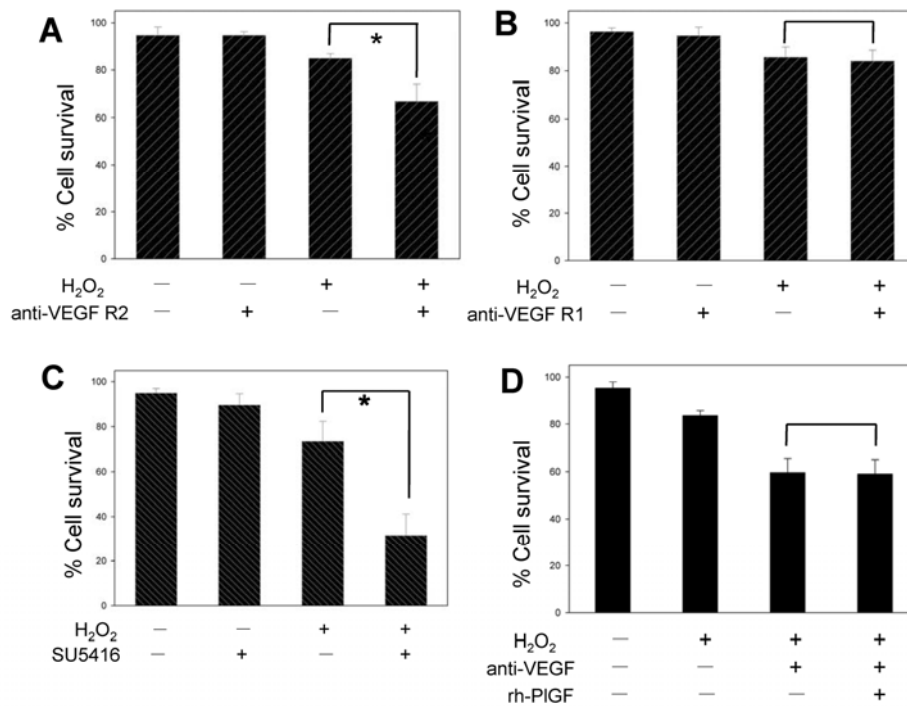 A
*
% Cell survival
100
80
60
40
20
0
H₂O₂ — — + +
anti-VEGF R2 — + — +
B
% Cell survival
100
80
60
40
20
0
H₂O₂ — — + +
anti-VEGF R1 — + — +
C
*
% Cell survival
100
80
60
40
20
0
H₂O₂ — — + +
SU5416 — + — +
D
% Cell survival
100
80
60
40
20
0
H₂O₂ — + + +
anti-VEGF — — + +
rh-PlGF — — — +